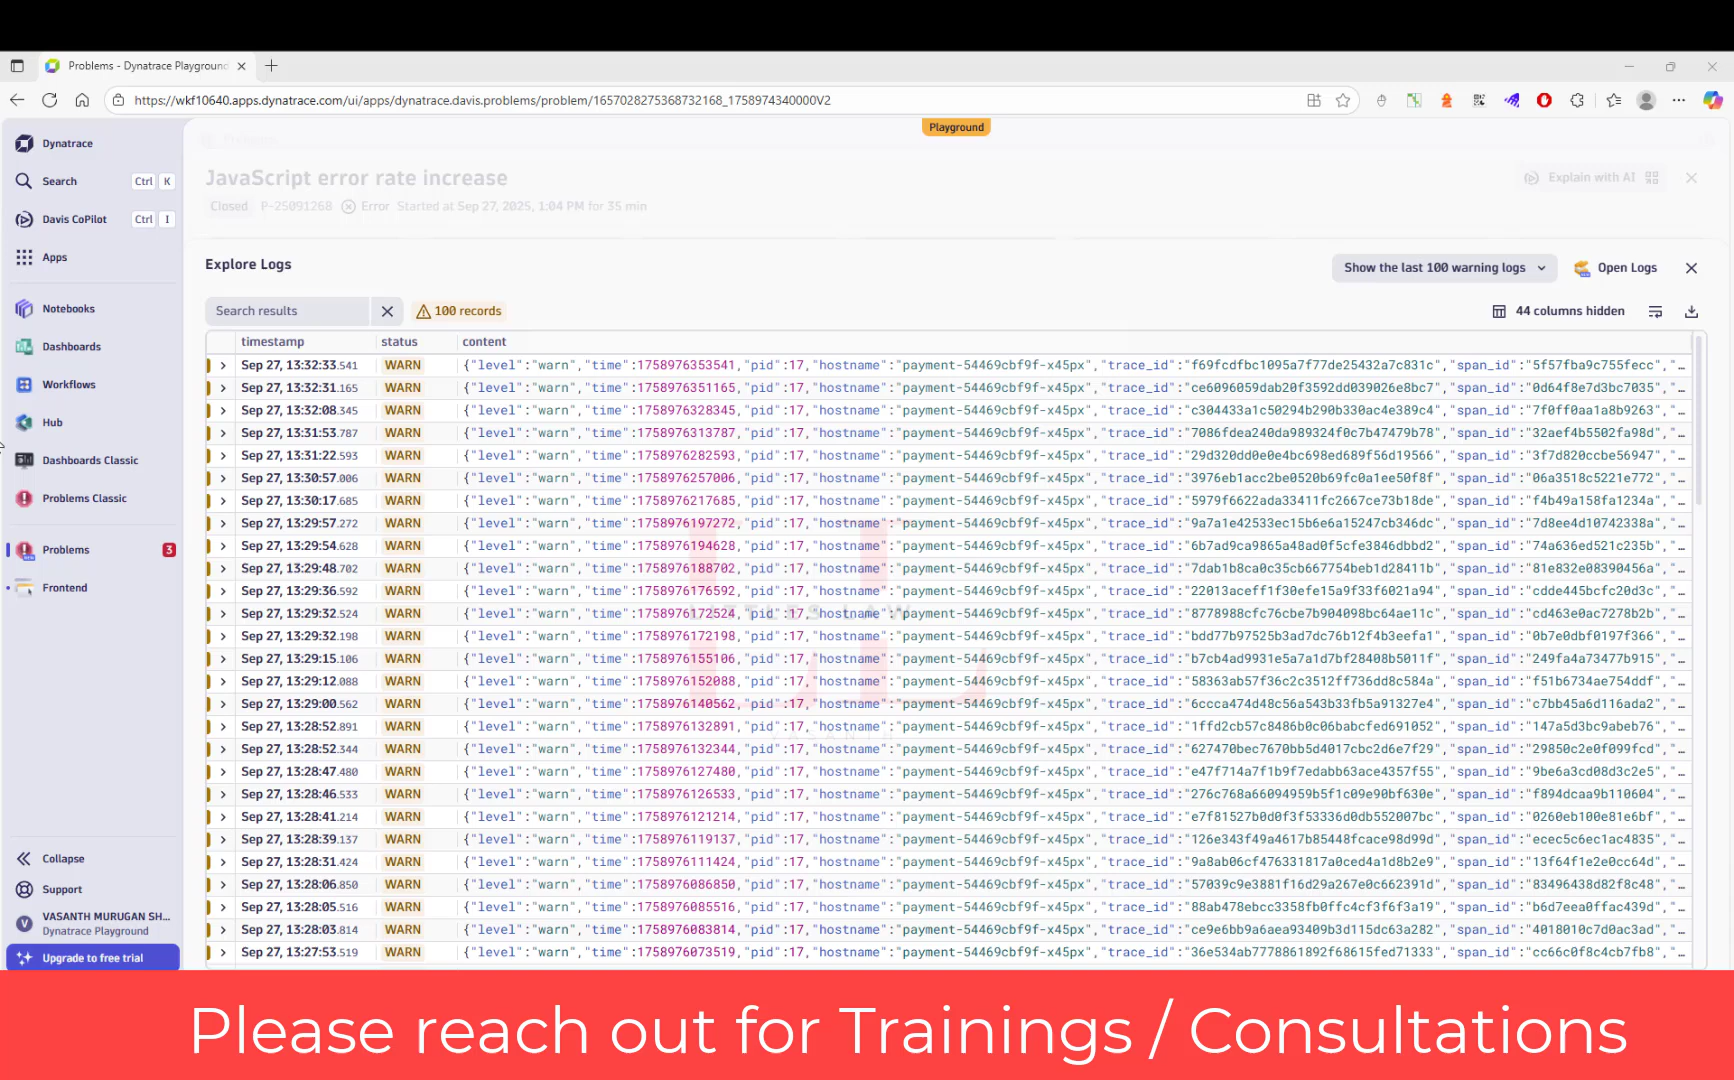 Problems - Dynatrace Playground
https://wkf10640.apps.dynatrace.com/ui/apps/dynatrace.davis.problems/problem/1657028275368732168_1758974340000V2
Playground
Dynatrace
Search Ctrl K
Davis CoPilot Ctrl I
Apps
Notebooks
Dashboards
Workflows
Hub
Dashboards Classic
Problems Classic
Problems 3
Frontend
Collapse
Support
V VASANTH MURUGAN SH...
Dynatrace Playground
Upgrade to free trial
JavaScript error rate increase
Explain with AI
Closed P-25091268 Error Started at Sep 27, 2025, 1:04 PM for 35 min
Explore Logs
Show the last 100 warning logs
Open Logs
Search results
100 records
44 columns hidden
timestamp status content
Sep 27, 13:32:33.541 WARN {"level":"warn","time":1758976353541,"pid":17,"hostname":"payment-54469cbf9f-x45px","trace_id":"f69fcdfbc1095a7f77de25432a7c831c","span_id":"5f57fba9c755fecc","…
Sep 27, 13:32:31.165 WARN {"level":"warn","time":1758976351165,"pid":17,"hostname":"payment-54469cbf9f-x45px","trace_id":"ce6096059dab20f3592dd039026e8bc7","span_id":"0d64f8e7d3bc7035","…
Sep 27, 13:32:08.345 WARN {"level":"warn","time":1758976328345,"pid":17,"hostname":"payment-54469cbf9f-x45px","trace_id":"c304433a1c50294b290b330ac4e389c4","span_id":"7f0ff0aa1a8b9263","…
Sep 27, 13:31:53.787 WARN {"level":"warn","time":1758976313787,"pid":17,"hostname":"payment-54469cbf9f-x45px","trace_id":"7086fdea240da989324f0c7b47479b78","span_id":"32aef4b5502fa98d","…
Sep 27, 13:31:22.593 WARN {"level":"warn","time":1758976282593,"pid":17,"hostname":"payment-54469cbf9f-x45px","trace_id":"29d320dd0e0e4bc698ed689f56d19566","span_id":"3f7d820ccbe56947","…
Sep 27, 13:30:57.006 WARN {"level":"warn","time":1758976257006,"pid":17,"hostname":"payment-54469cbf9f-x45px","trace_id":"3976eb1acc2be0520b69fc0a1ee50f8f","span_id":"06a3518c5221e772","…
Sep 27, 13:30:17.685 WARN {"level":"warn","time":1758976217685,"pid":17,"hostname":"payment-54469cbf9f-x45px","trace_id":"5979f6622ada33411fc2667ce73b18de","span_id":"f4b49a158fa1234a","…
Sep 27, 13:29:57.272 WARN {"level":"warn","time":1758976197272,"pid":17,"hostname":"payment-54469cbf9f-x45px","trace_id":"9a7a1e42533ec15b6e6a15247cb346dc","span_id":"7d8ee4d10742338a","…
Sep 27, 13:29:54.628 WARN {"level":"warn","time":1758976194628,"pid":17,"hostname":"payment-54469cbf9f-x45px","trace_id":"6b7ad9ca9865a48ad0f5cfe3846dbbd2","span_id":"74a636ed521c235b","…
Sep 27, 13:29:48.702 WARN {"level":"warn","time":1758976188702,"pid":17,"hostname":"payment-54469cbf9f-x45px","trace_id":"7dab1b8ca0c35cb667754beb1d28411b","span_id":"81e832e08390456a","…
Sep 27, 13:29:36.592 WARN {"level":"warn","time":1758976176592,"pid":17,"hostname":"payment-54469cbf9f-x45px","trace_id":"22013aceff1f30efe15a9f33f6021a94","span_id":"cdde445bcfc20d3c","…
Sep 27, 13:29:32.524 WARN {"level":"warn","time":1758976172524,"pid":17,"hostname":"payment-54469cbf9f-x45px","trace_id":"8778988cfc76cbe7b904098bc64ae11c","span_id":"cd463e0ac7278b2b","…
Sep 27, 13:29:32.198 WARN {"level":"warn","time":1758976172198,"pid":17,"hostname":"payment-54469cbf9f-x45px","trace_id":"bdd77b97525b3ad7dc76b12f4b3eefa1","span_id":"0b7e0dbf0197f366","…
Sep 27, 13:29:15.106 WARN {"level":"warn","time":1758976155106,"pid":17,"hostname":"payment-54469cbf9f-x45px","trace_id":"b7cb4ad9931e5a7a1d7bf28408b5011f","span_id":"249fa4a73477b915","…
Sep 27, 13:29:12.088 WARN {"level":"warn","time":1758976152088,"pid":17,"hostname":"payment-54469cbf9f-x45px","trace_id":"58363ab57f36c2c3512ff736dd8c584a","span_id":"f51b6734ae754ddf","…
Sep 27, 13:29:00.562 WARN {"level":"warn","time":1758976140562,"pid":17,"hostname":"payment-54469cbf9f-x45px","trace_id":"6ccca474d48c56a543b33fb5a91327e4","span_id":"c7bb45a6d116ada2","…
Sep 27, 13:28:52.891 WARN {"level":"warn","time":1758976132891,"pid":17,"hostname":"payment-54469cbf9f-x45px","trace_id":"1ffd2cb57c8486b0c06babcfed691052","span_id":"147a5d3bc9abeb76","…
Sep 27, 13:28:52.344 WARN {"level":"warn","time":1758976132344,"pid":17,"hostname":"payment-54469cbf9f-x45px","trace_id":"627470bec7670bb5d4017cbc2d6e7f29","span_id":"29850c2e0f099fcd","…
Sep 27, 13:28:47.480 WARN {"level":"warn","time":1758976127480,"pid":17,"hostname":"payment-54469cbf9f-x45px","trace_id":"e47f714a7f1b9f7edabb63ace4357f55","span_id":"9be6a3cd08d3c2e5","…
Sep 27, 13:28:46.533 WARN {"level":"warn","time":1758976126533,"pid":17,"hostname":"payment-54469cbf9f-x45px","trace_id":"276c768a66094959b5f1c09e90bf630e","span_id":"f894dcaa9b110604","…
Sep 27, 13:28:41.214 WARN {"level":"warn","time":1758976121214,"pid":17,"hostname":"payment-54469cbf9f-x45px","trace_id":"e7f81527b0d0f3f53336d0db552007bc","span_id":"0260eb100e81e6bf","…
Sep 27, 13:28:39.137 WARN {"level":"warn","time":1758976119137,"pid":17,"hostname":"payment-54469cbf9f-x45px","trace_id":"126e343f49a4617b85448fcace98d99d","span_id":"ecec5c6ec1ac4835","…
Sep 27, 13:28:31.424 WARN {"level":"warn","time":1758976111424,"pid":17,"hostname":"payment-54469cbf9f-x45px","trace_id":"9a8ab06cf476331817a0ced4a1d8b2e9","span_id":"13f64f1e2e0cc64d","…
Sep 27, 13:28:06.850 WARN {"level":"warn","time":1758976086850,"pid":17,"hostname":"payment-54469cbf9f-x45px","trace_id":"57039c9e3881f16d29a267e0c662391d","span_id":"83496438d82f8c48","…
Sep 27, 13:28:05.516 WARN {"level":"warn","time":1758976085516,"pid":17,"hostname":"payment-54469cbf9f-x45px","trace_id":"88ab478ebcc3358fb0ffc4cf3f6f3a19","span_id":"b6d7eea0ffac439d","…
Sep 27, 13:28:03.814 WARN {"level":"warn","time":1758976083814,"pid":17,"hostname":"payment-54469cbf9f-x45px","trace_id":"ce9e6bb9a6aea93409b3d115dc63a282","span_id":"4018010c7d0ac3ad","…
Sep 27, 13:27:53.519 WARN {"level":"warn","time":1758976073519,"pid":17,"hostname":"payment-54469cbf9f-x45px","trace_id":"36e534ab7778861892f68615fed71333","span_id":"cc66c0f8c4cb7fb8","…
LITTLES LAW
Please reach out for Trainings / Consultations